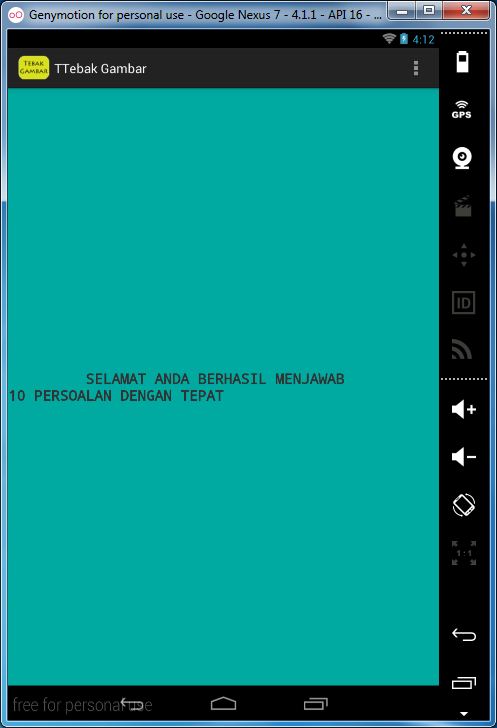 Genymotion for personal use - Google Nexus 7 - 4.1.1 - API 16 - ...
4:12
TEBAK
GAMBAR
TTebak Gambar
GPS
ID
SELAMAT ANDA BERHASIL MENJAWAB
10 PERSOALAN DENGAN TEPAT
1:1
free for personal use